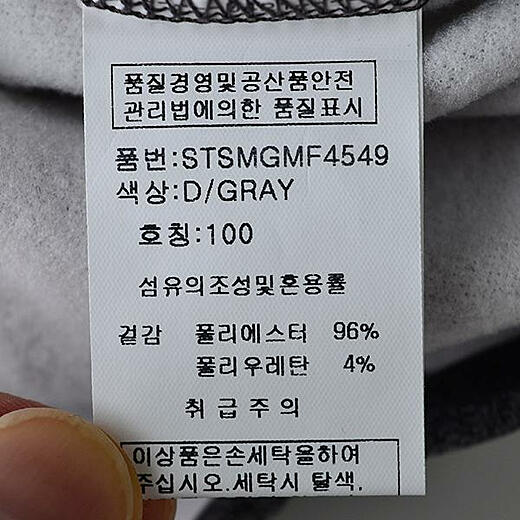 품질경영및공산품안전
관리법에의한 품질표시
품번:STSMGMF4549
색상:D/GRAY
호칭:100
섬유의조성및혼용률
겉감 폴리에스터 96%
폴리우레탄 4%
취급주의
이상품은손세탁을하여
주십시오.세탁시 탈색,